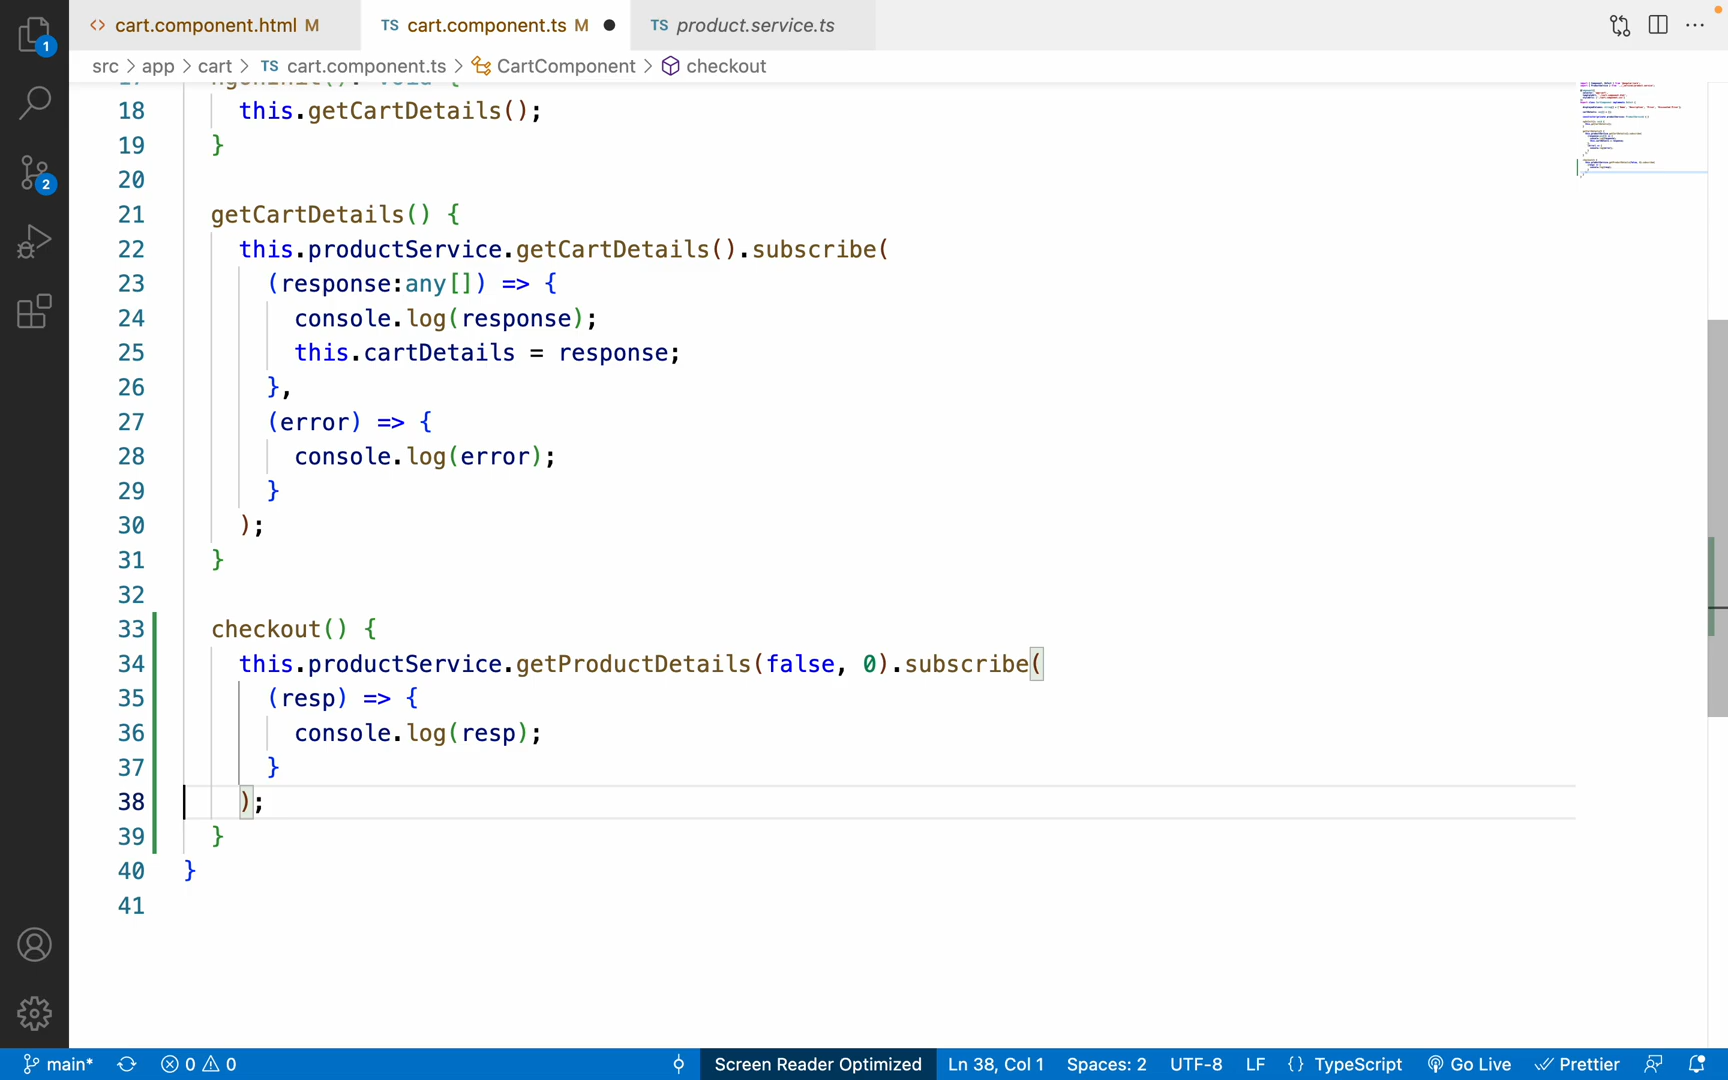 <> cart.component.html M TS cart.component.ts M ● TS product.service.ts ...
1
src > app > cart > TS cart.component.ts > CartComponent > checkout
18 this.getCartDetails();
19 }
20
21 getCartDetails() {
22 this.productService.getCartDetails().subscribe(
23 (response:any[]) => {
24 console.log(response);
25 this.cartDetails = response;
26 },
27 (error) => {
28 console.log(error);
29 }
30 );
31 }
32
33 checkout() {
34 this.productService.getProductDetails(false, 0).subscribe(
35 (resp) => {
36 console.log(resp);
37 }
38 );
39 }
40 }
41
2
main* 0 0 Screen Reader Optimized Ln 38, Col 1 Spaces: 2 UTF-8 LF {} TypeScript Go Live Prettier